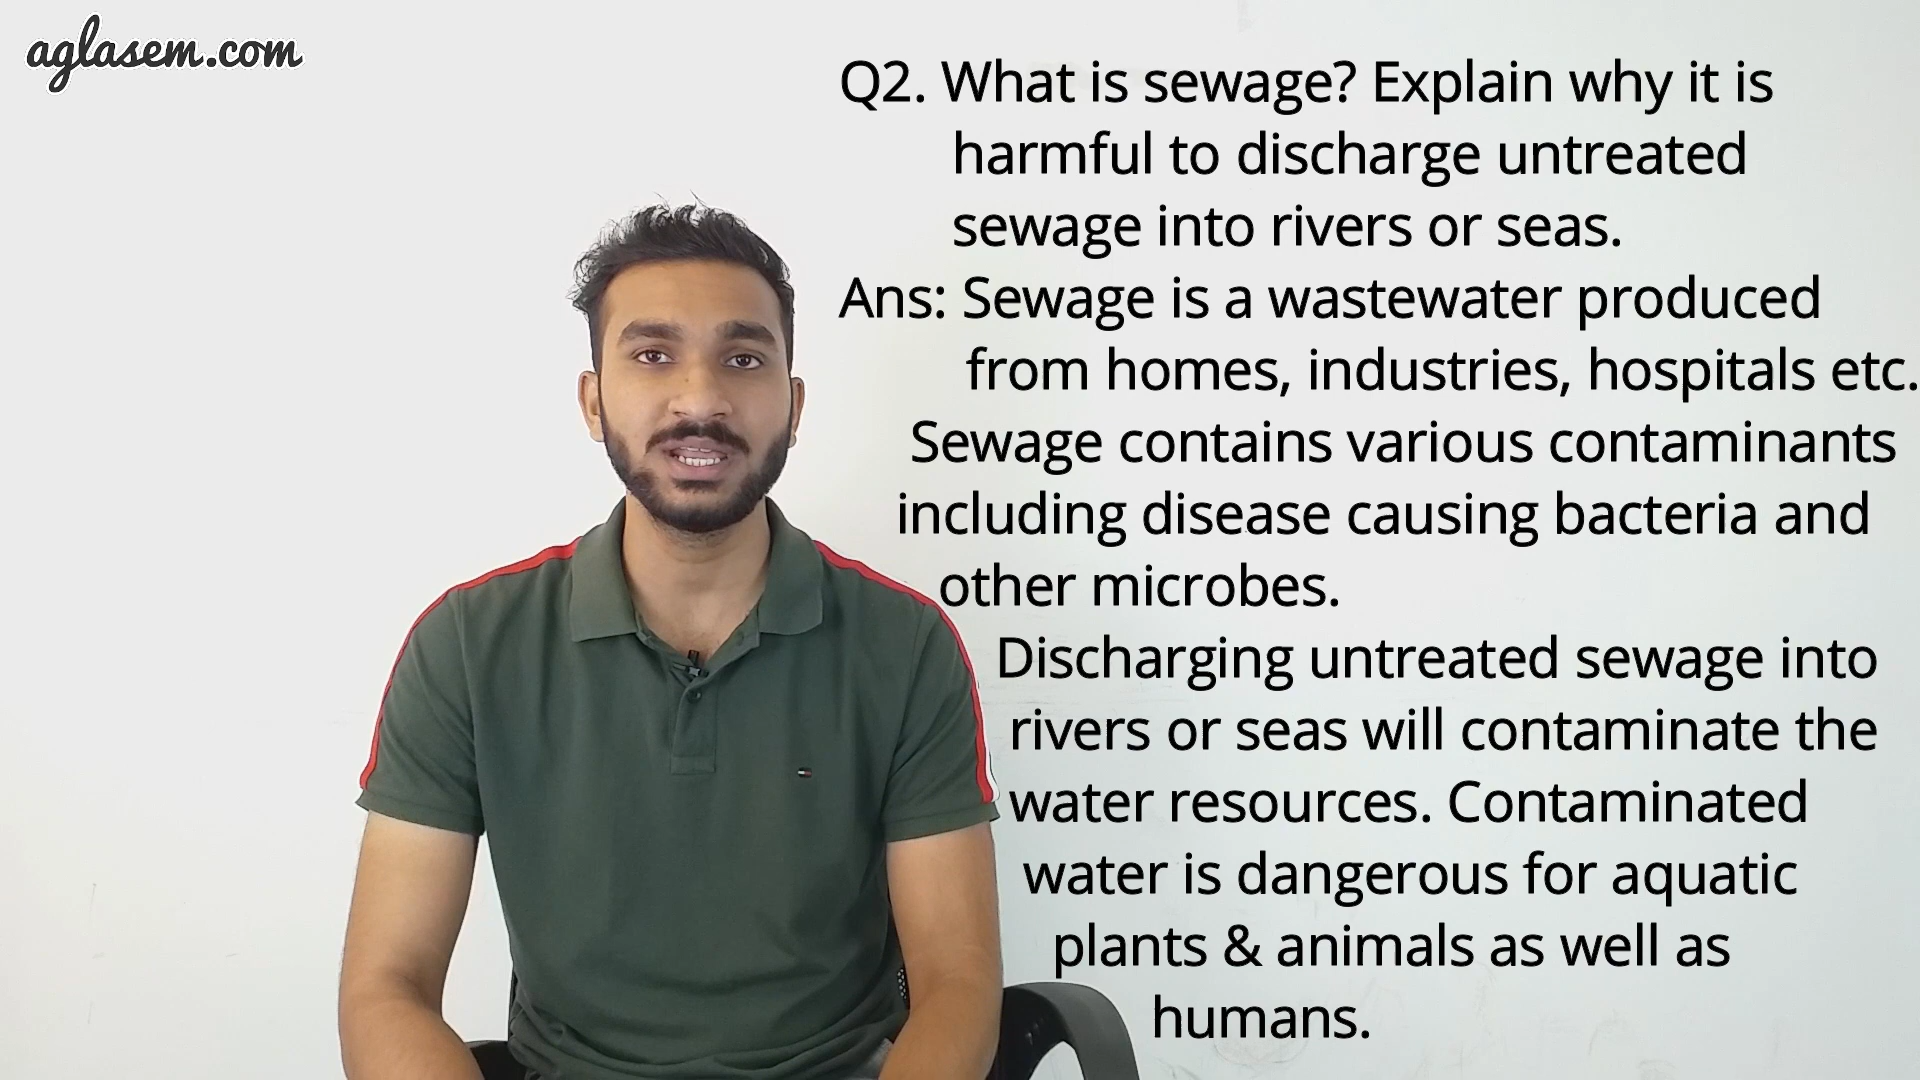 aglasem.com
Q2. What is sewage? Explain why it is
harmful to discharge untreated
sewage into rivers or seas.
Ans: Sewage is a wastewater produced
from homes, industries, hospitals etc.
Sewage contains various contaminants
including disease causing bacteria and
other microbes.
Discharging untreated sewage into
rivers or seas will contaminate the
water resources. Contaminated
water is dangerous for aquatic
plants & animals as well as
humans.